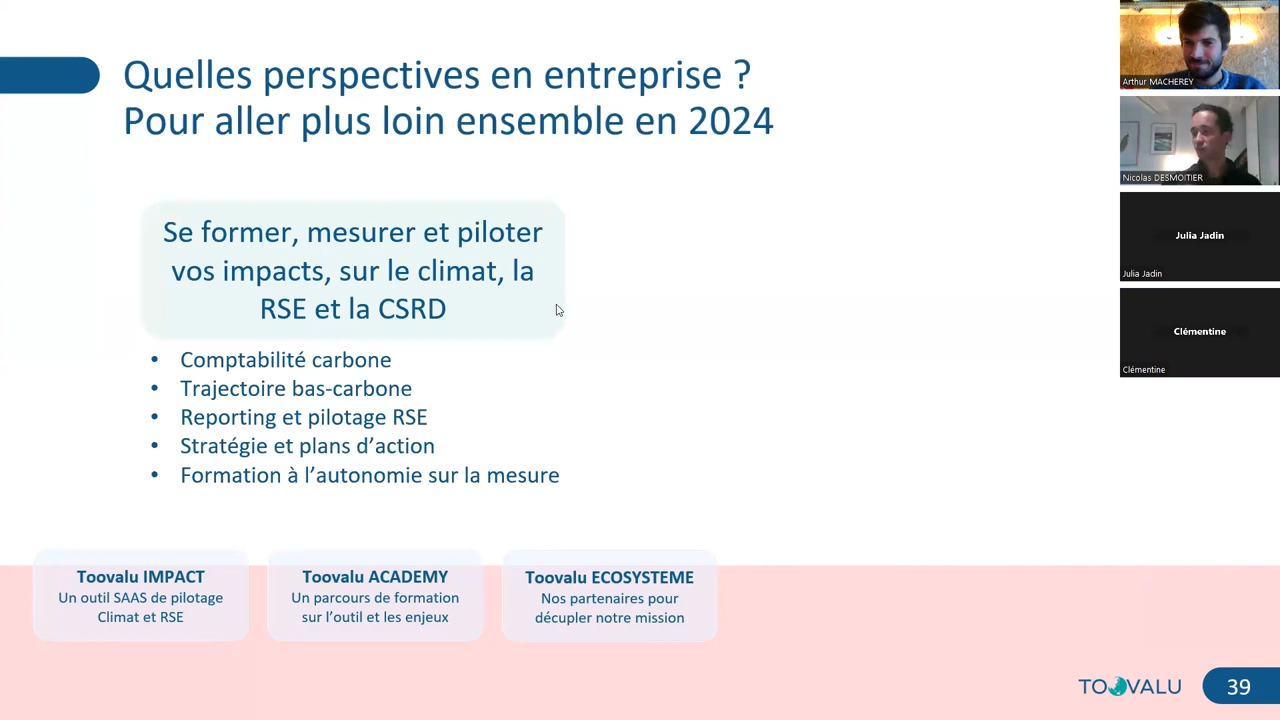 Quelles perspectives en entreprise ?
Pour aller plus loin ensemble en 2024
Se former, mesurer et piloter
vos impacts, sur le climat, la
RSE et la CSRD
• Comptabilité carbone
• Trajectoire bas-carbone
• Reporting et pilotage RSE
• Stratégie et plans d’action
• Formation à l’autonomie sur la mesure
Toovalu IMPACT
Un outil SAAS de pilotage
Climat et RSE
Toovalu ACADEMY
Un parcours de formation
sur l’outil et les enjeux
Toovalu ECOSYSTEME
Nos partenaires pour
décupler notre mission
TOOVALU
39
Arthur MACHEREY
Nicolas DESMOITIER
Julia Jadin
Julia Jadin
Clémentine
Clémentine